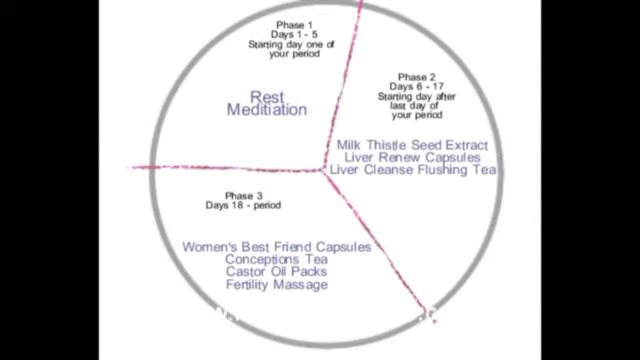 Phase 1
Days 1 - 5
Starting day one of
your period
Rest
Meditiation
Phase 2
Days 6 - 17
Starting day after
last day of
your period
Milk Thistle Seed Extract
Liver Renew Capsules
Liver Cleanse Flushing Tea
Phase 3
Days 18 - period
Women's Best Friend Capsules
Conceptions Tea
Castor Oil Packs
Fertility Massage